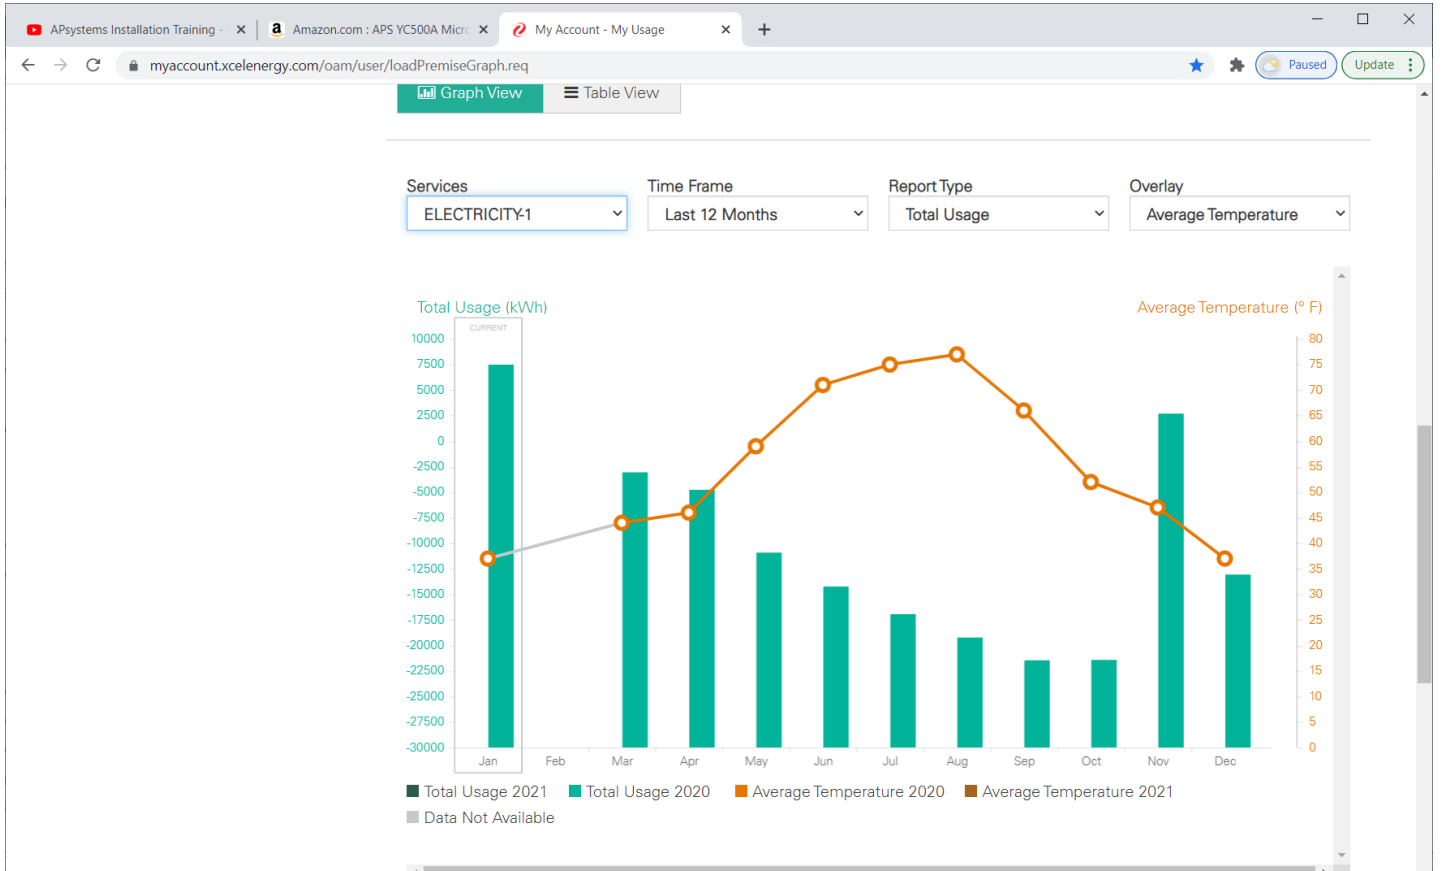 APsystems Installation Training -
Amazon.com : APS YC500A Micro
My Account - My Usage
myaccount.xcelenergy.com/oam/user/loadPremiseGraph.req
Paused
Update
Graph View
Table View
Services
Time Frame
Report Type
Overlay
ELECTRICITY-1
Last 12 Months
Total Usage
Average Temperature
Total Usage (kWh)
Average Temperature (° F)
CURRENT
10000
7500
5000
2500
0
-2500
-5000
-7500
-10000
-12500
-15000
-17500
-20000
-22500
-25000
-27500
-30000
80
75
70
65
60
55
50
45
40
35
30
25
20
15
10
5
0
Jan Feb Mar Apr May Jun Jul Aug Sep Oct Nov Dec
Total Usage 2021 Total Usage 2020 Average Temperature 2020 Average Temperature 2021
Data Not Available